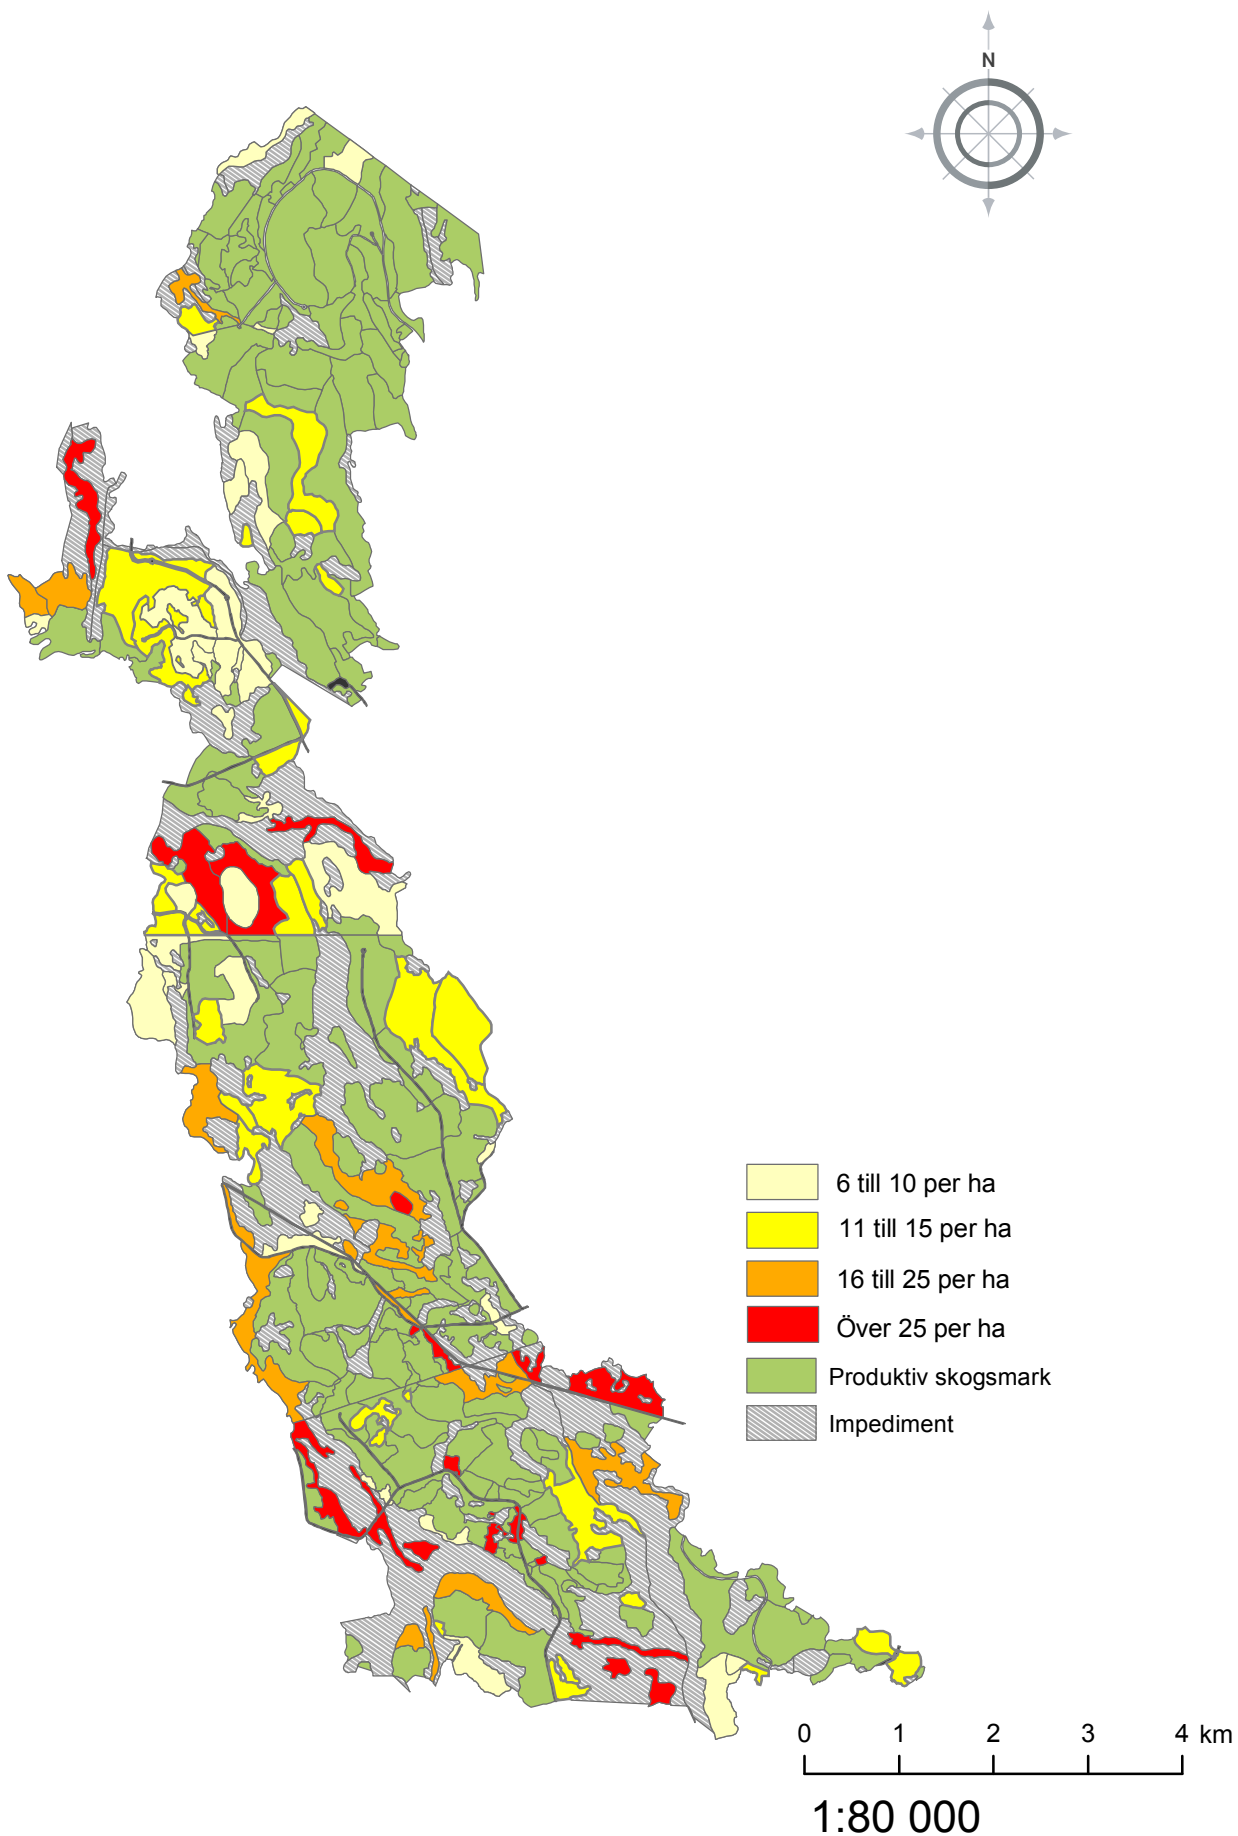 N
6 till 10 per ha
11 till 15 per ha
16 till 25 per ha
Över 25 per ha
Produktiv skogsmark
Impediment
0 1 2 3 4 km
1:80 000